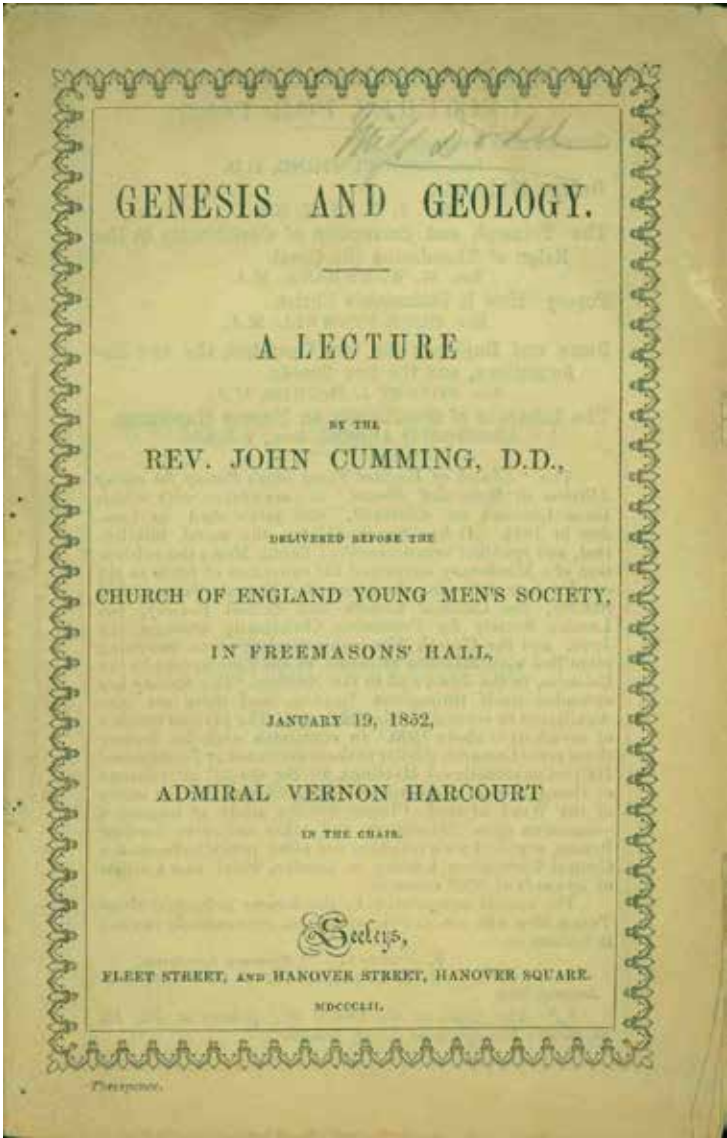 GENESIS AND GEOLOGY.
A LECTURE
BY THE
REV. JOHN CUMMING, D.D.,
DELIVERED BEFORE THE
CHURCH OF ENGLAND YOUNG MEN'S SOCIETY,
IN FREEMASONS' HALL,
JANUARY 19, 1852,
ADMIRAL VERNON HARCOURT
IN THE CHAIR.
Seeleys,
FLEET STREET, AND HANOVER STREET, HANOVER SQUARE.
MDCCCLII.
Threepence.